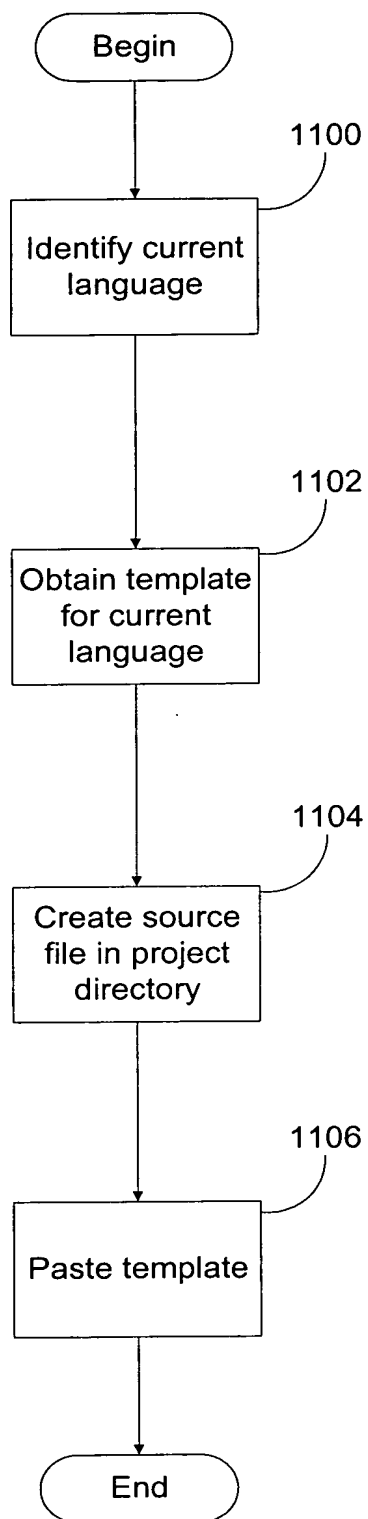 Begin
1100
Identify current
language
1102
Obtain template
for current
language
1104
Create source
file in project
directory
1106
Paste template
End